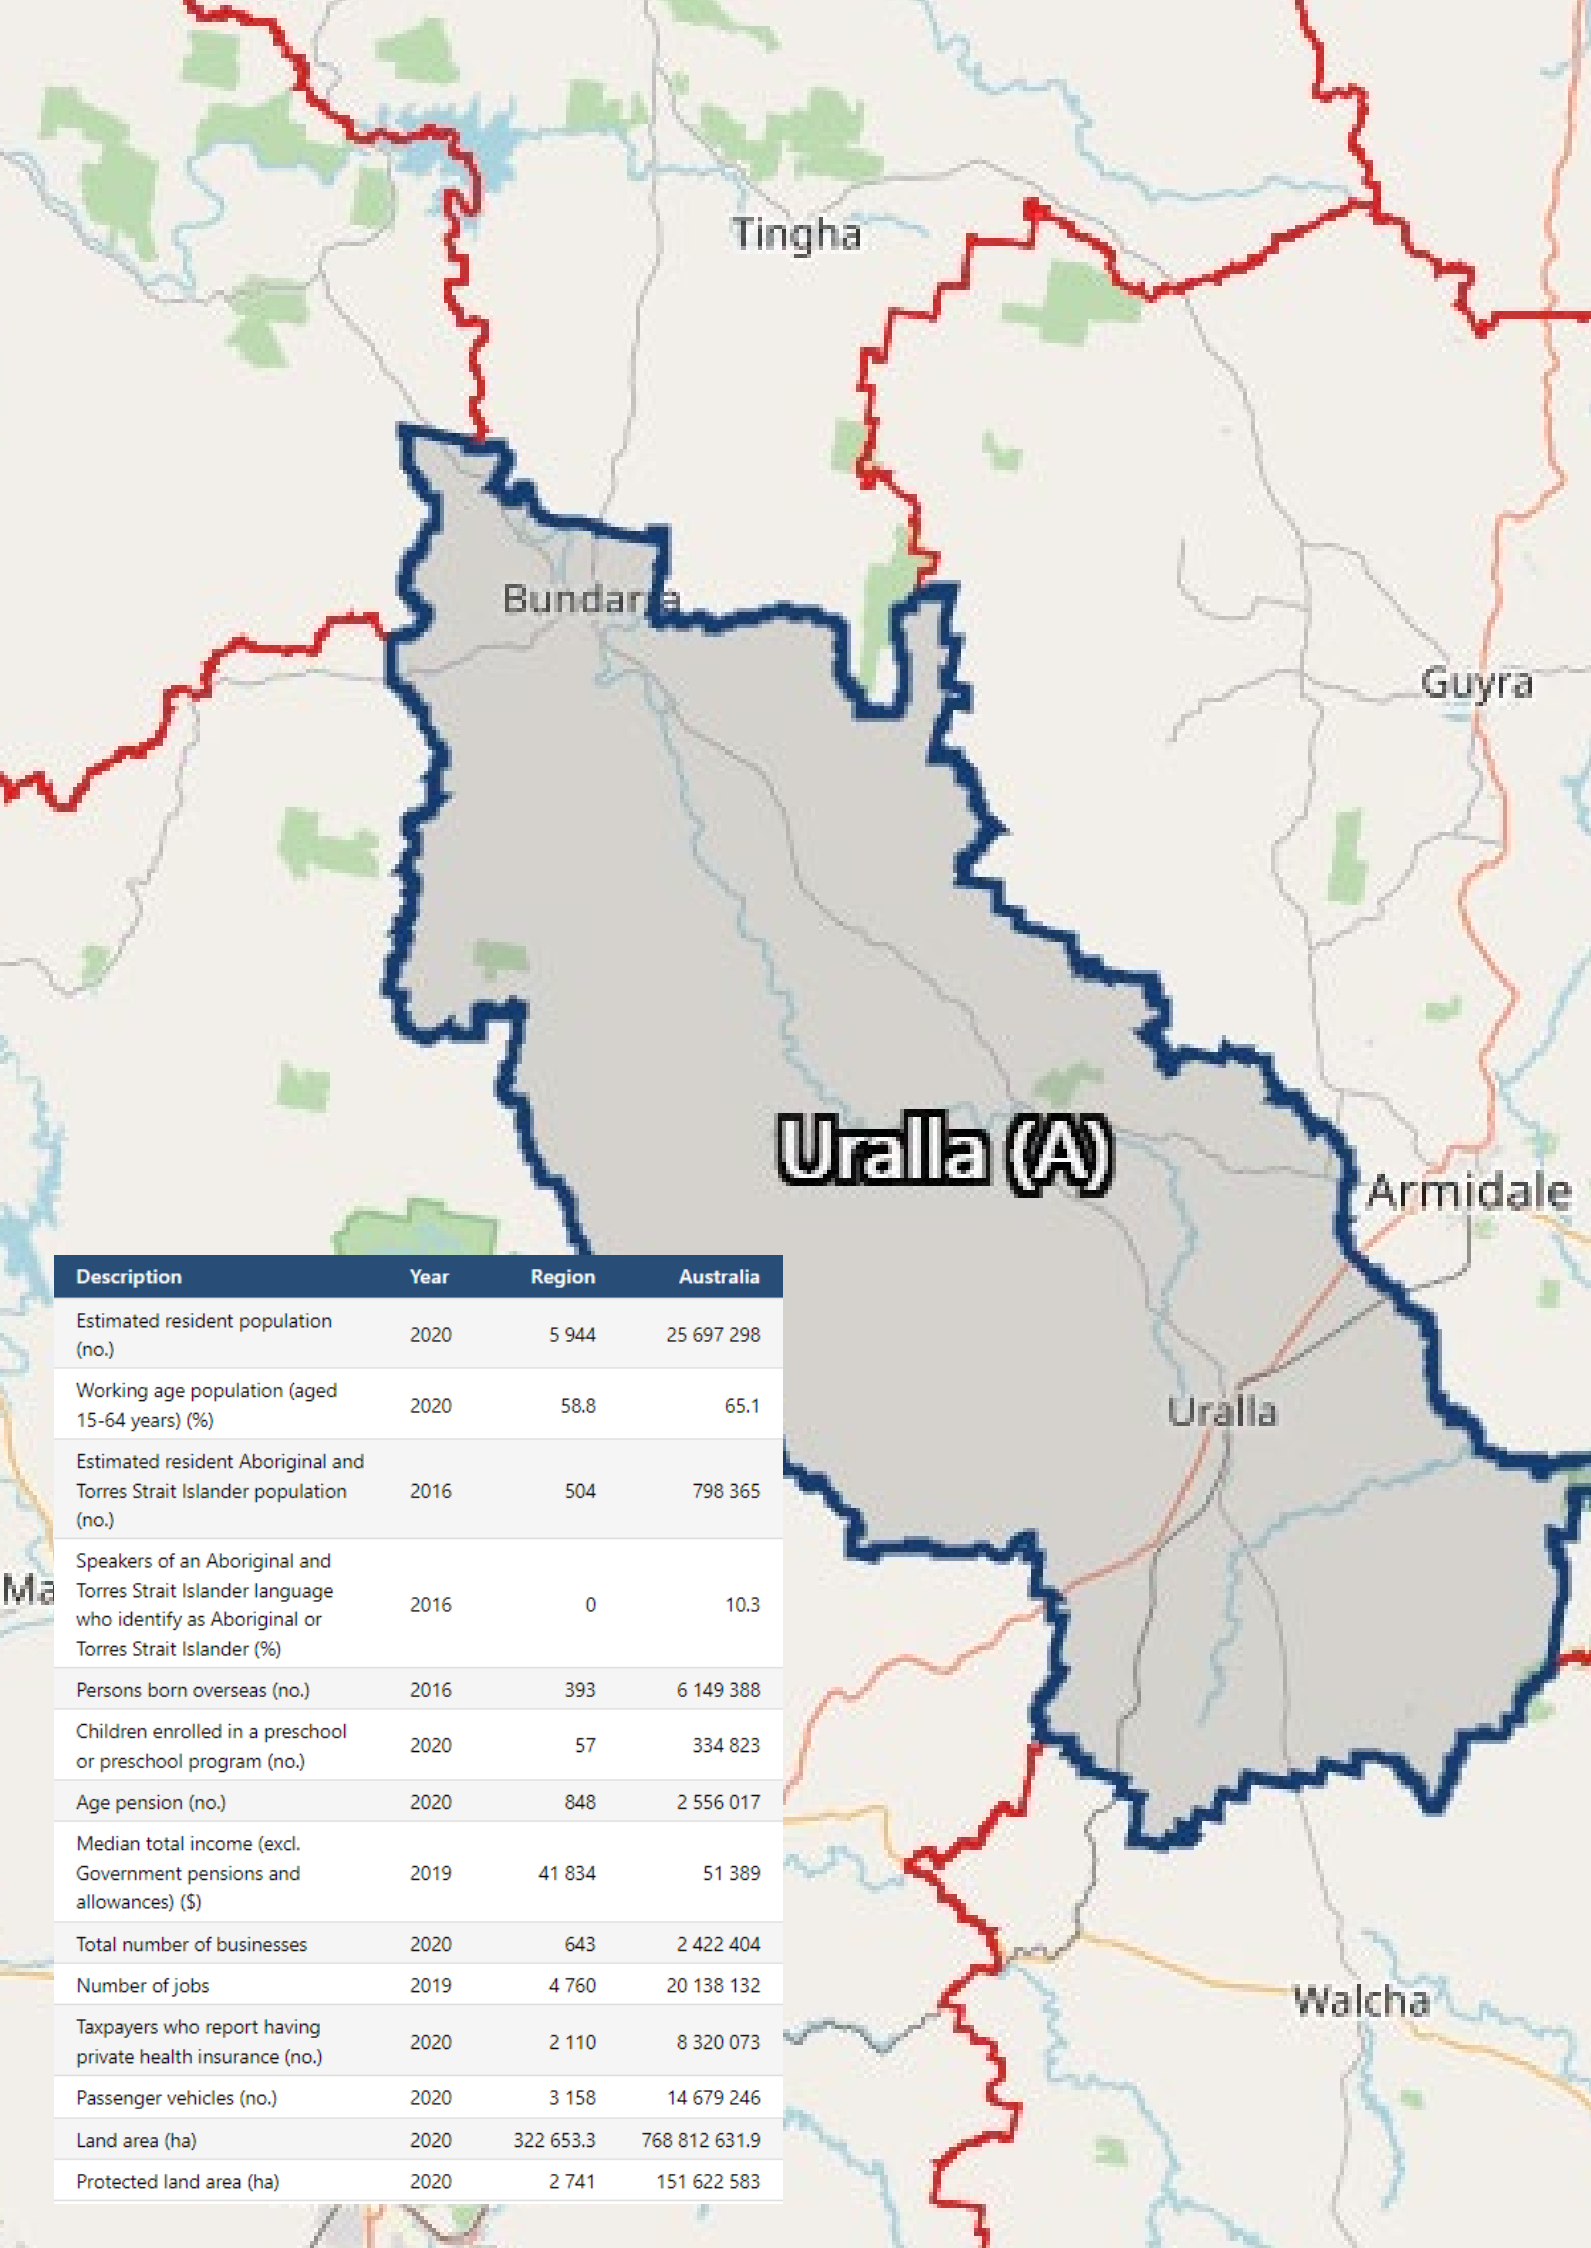 Tingha
Bundarra
Guyra
Uralla (A)
Armidale
Uralla
Ma
Walcha
Description Year Region Australia
Estimated resident population
(no.) 2020 5 944 25 697 298
Working age population (aged
15-64 years) (%) 2020 58.8 65.1
Estimated resident Aboriginal and
Torres Strait Islander population 2016 504 798 365
(no.)
Speakers of an Aboriginal and
Torres Strait Islander language
who identify as Aboriginal or 2016 0 10.3
Torres Strait Islander (%)
Persons born overseas (no.) 2016 393 6 149 388
Children enrolled in a preschool
or preschool program (no.) 2020 57 334 823
Age pension (no.) 2020 848 2 556 017
Median total income (excl.
Government pensions and 2019 41 834 51 389
allowances) ($)
Total number of businesses 2020 643 2 422 404
Number of jobs 2019 4 760 20 138 132
Taxpayers who report having
private health insurance (no.) 2020 2 110 8 320 073
Passenger vehicles (no.) 2020 3 158 14 679 246
Land area (ha) 2020 322 653.3 768 812 631.9
Protected land area (ha) 2020 2 741 151 622 583